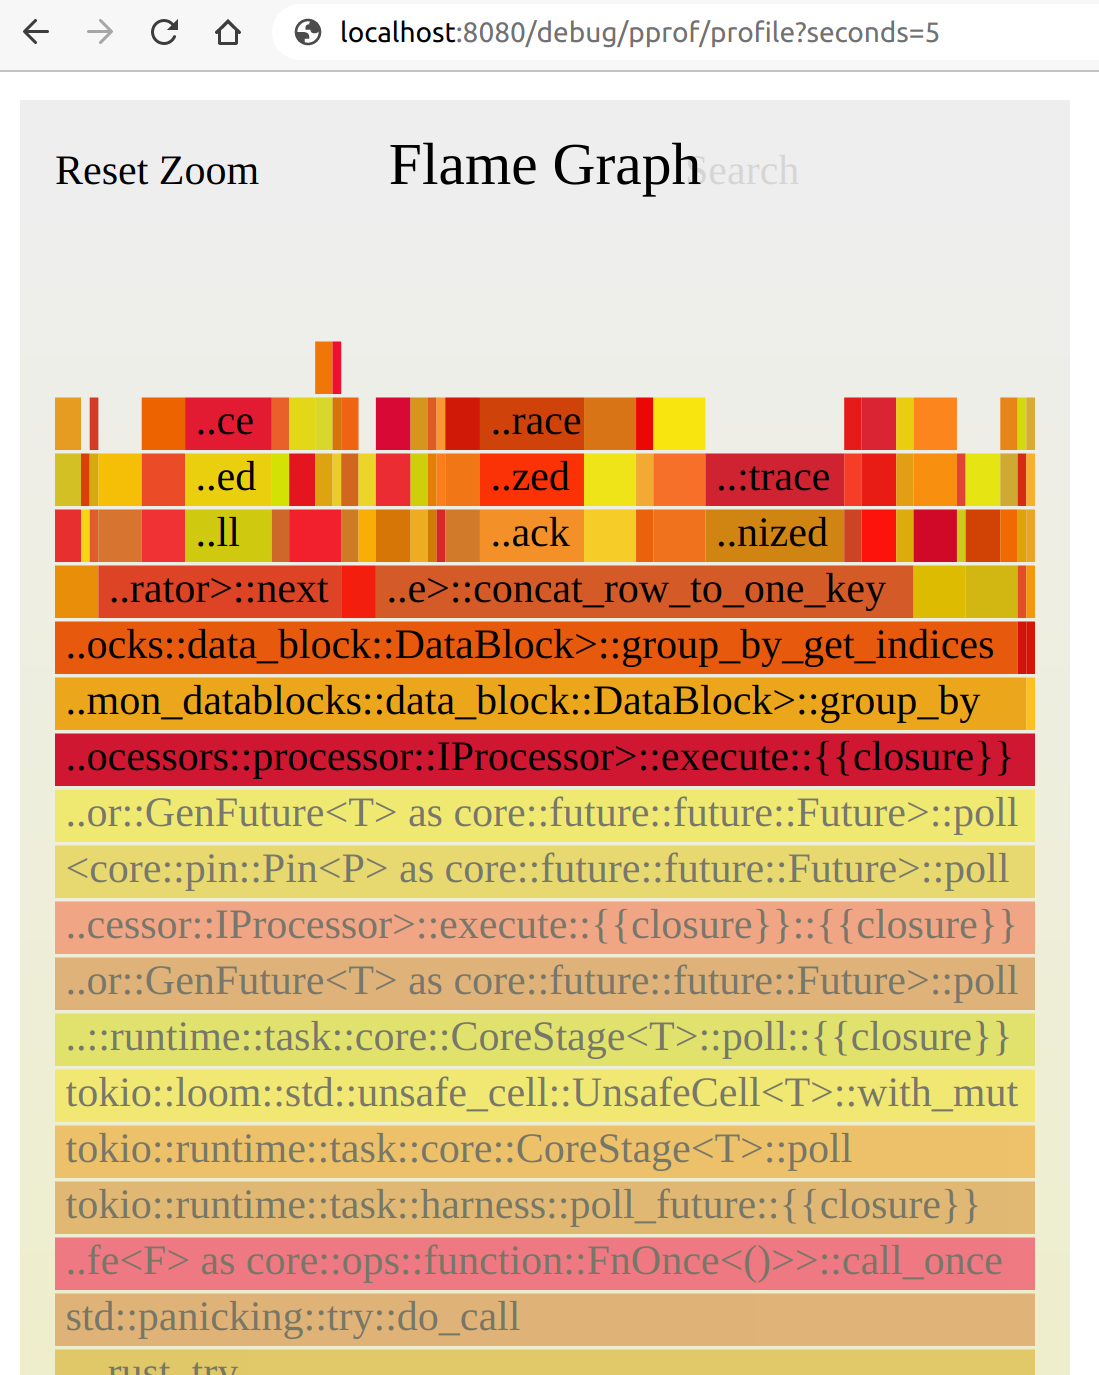 localhost:8080/debug/pprof/profile?seconds=5
Reset Zoom
Flame Graph
Search
..ce
..race
..ed
..zed
..:trace
..ll
..ack
..nized
..rator>::next
..e>::concat_row_to_one_key
..ocks::data_block::DataBlock>::group_by_get_indices
..mon_datablocks::data_block::DataBlock>::group_by
..ocessors::processor::IProcessor>::execute::{{closure}}
..or::GenFuture<T> as core::future::future::Future>::poll
<core::pin::Pin<P> as core::future::future::Future>::poll
..cessor::IProcessor>::execute::{{closure}}::{{closure}}
..or::GenFuture<T> as core::future::future::Future>::poll
..::runtime::task::core::CoreStage<T>::poll::{{closure}}
tokio::loom::std::unsafe_cell::UnsafeCell<T>::with_mut
tokio::runtime::task::core::CoreStage<T>::poll
tokio::runtime::task::harness::poll_future::{{closure}}
..fe<F> as core::ops::function::FnOnce<()>>::call_once
std::panicking::try::do_call
__rust_try